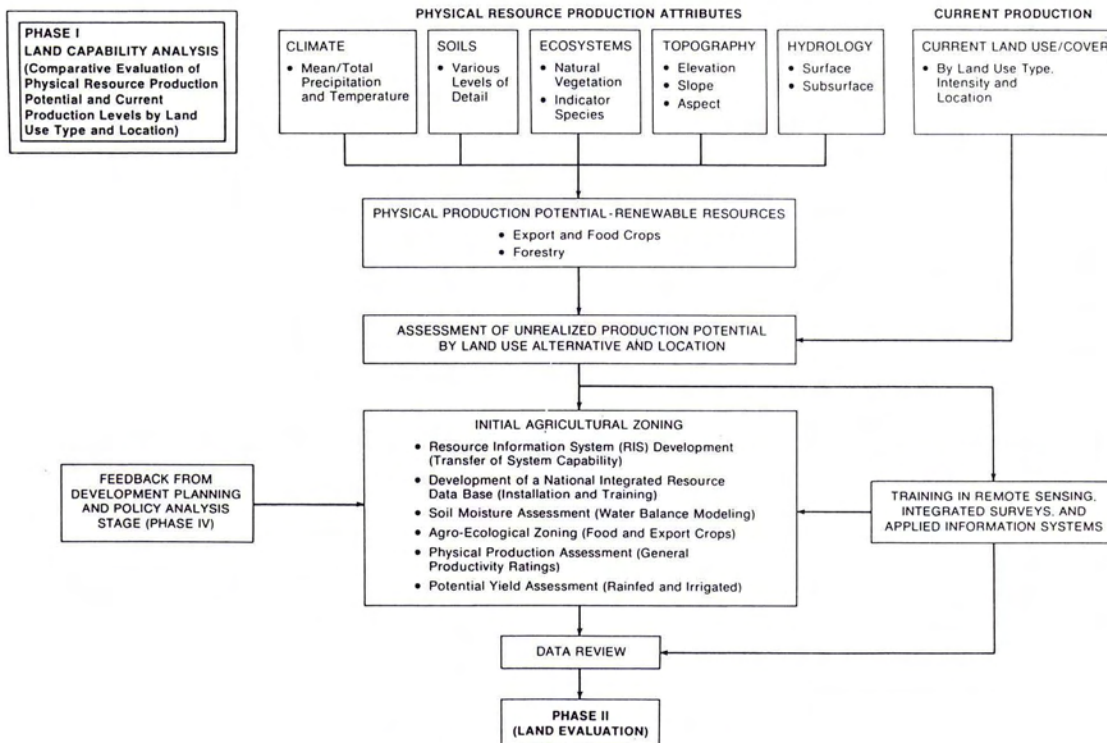 PHASE I
LAND CAPABILITY ANALYSIS
(Comparative Evaluation of
Physical Resource Production
Potential and Current
Production Levels by Land
Use Type and Location)
PHYSICAL RESOURCE PRODUCTION ATTRIBUTES
CLIMATE
• Mean/Total
Precipitation
and Temperature
SOILS
• Various
Levels of
Detail
ECOSYSTEMS
• Natural
Vegetation
• Indicator
Species
TOPOGRAPHY
• Elevation
• Slope
• Aspect
HYDROLOGY
• Surface
• Subsurface
CURRENT PRODUCTION
CURRENT LAND USE/COVER
• By Land Use Type,
Intensity and
Location
PHYSICAL PRODUCTION POTENTIAL-RENEWABLE RESOURCES
• Export and Food Crops
• Forestry
ASSESSMENT OF UNREALIZED PRODUCTION POTENTIAL
BY LAND USE ALTERNATIVE AND LOCATION
INITIAL AGRICULTURAL ZONING
• Resource Information System (RIS) Development
(Transfer of System Capability)
• Development of a National Integrated Resource
Data Base (Installation and Training)
• Soil Moisture Assessment (Water Balance Modeling)
• Agro-Ecological Zoning (Food and Export Crops)
• Physical Production Assessment (General
Productivity Ratings)
• Potential Yield Assessment (Rainfed and Irrigated)
FEEDBACK FROM
DEVELOPMENT PLANNING
AND POLICY ANALYSIS
STAGE (PHASE IV)
TRAINING IN REMOTE SENSING,
INTEGRATED SURVEYS, AND
APPLIED INFORMATION SYSTEMS
DATA REVIEW
PHASE II
(LAND EVALUATION)